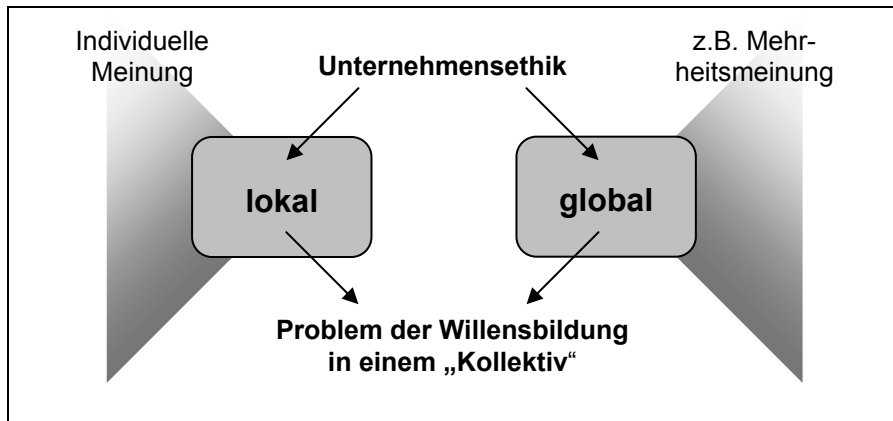 Individuelle
Meinung
Unternehmensethik
z.B. Mehr-
heitsmeinung
lokal
global
Problem der Willensbildung
in einem „Kollektiv“